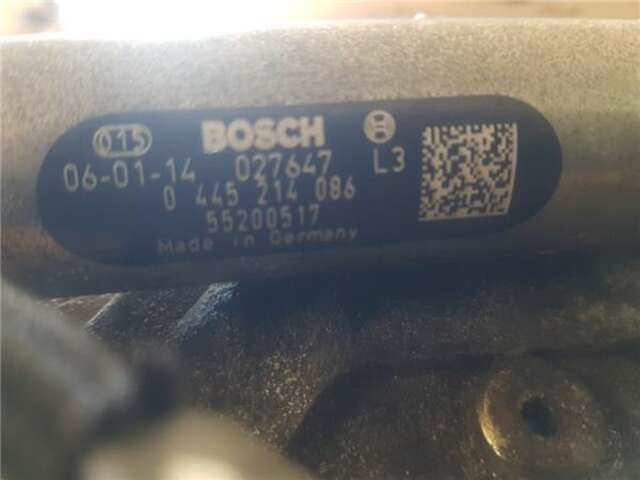 015 BOSCH
06-01-14 027647 L3
0 445 214 086
55200517
Made in Germany